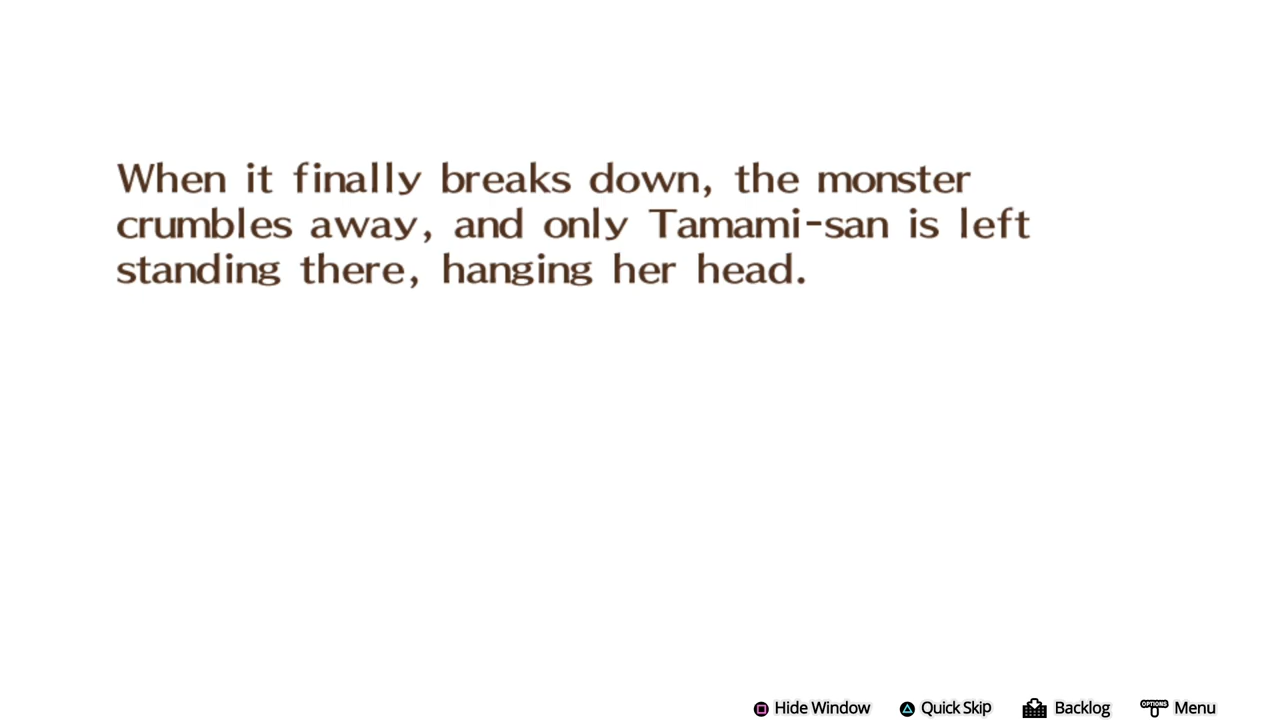 When it finally breaks down, the monster
crumbles away, and only Tamami-san is left
standing there, hanging her head.
Hide Window Quick Skip Backlog OPTIONS Menu